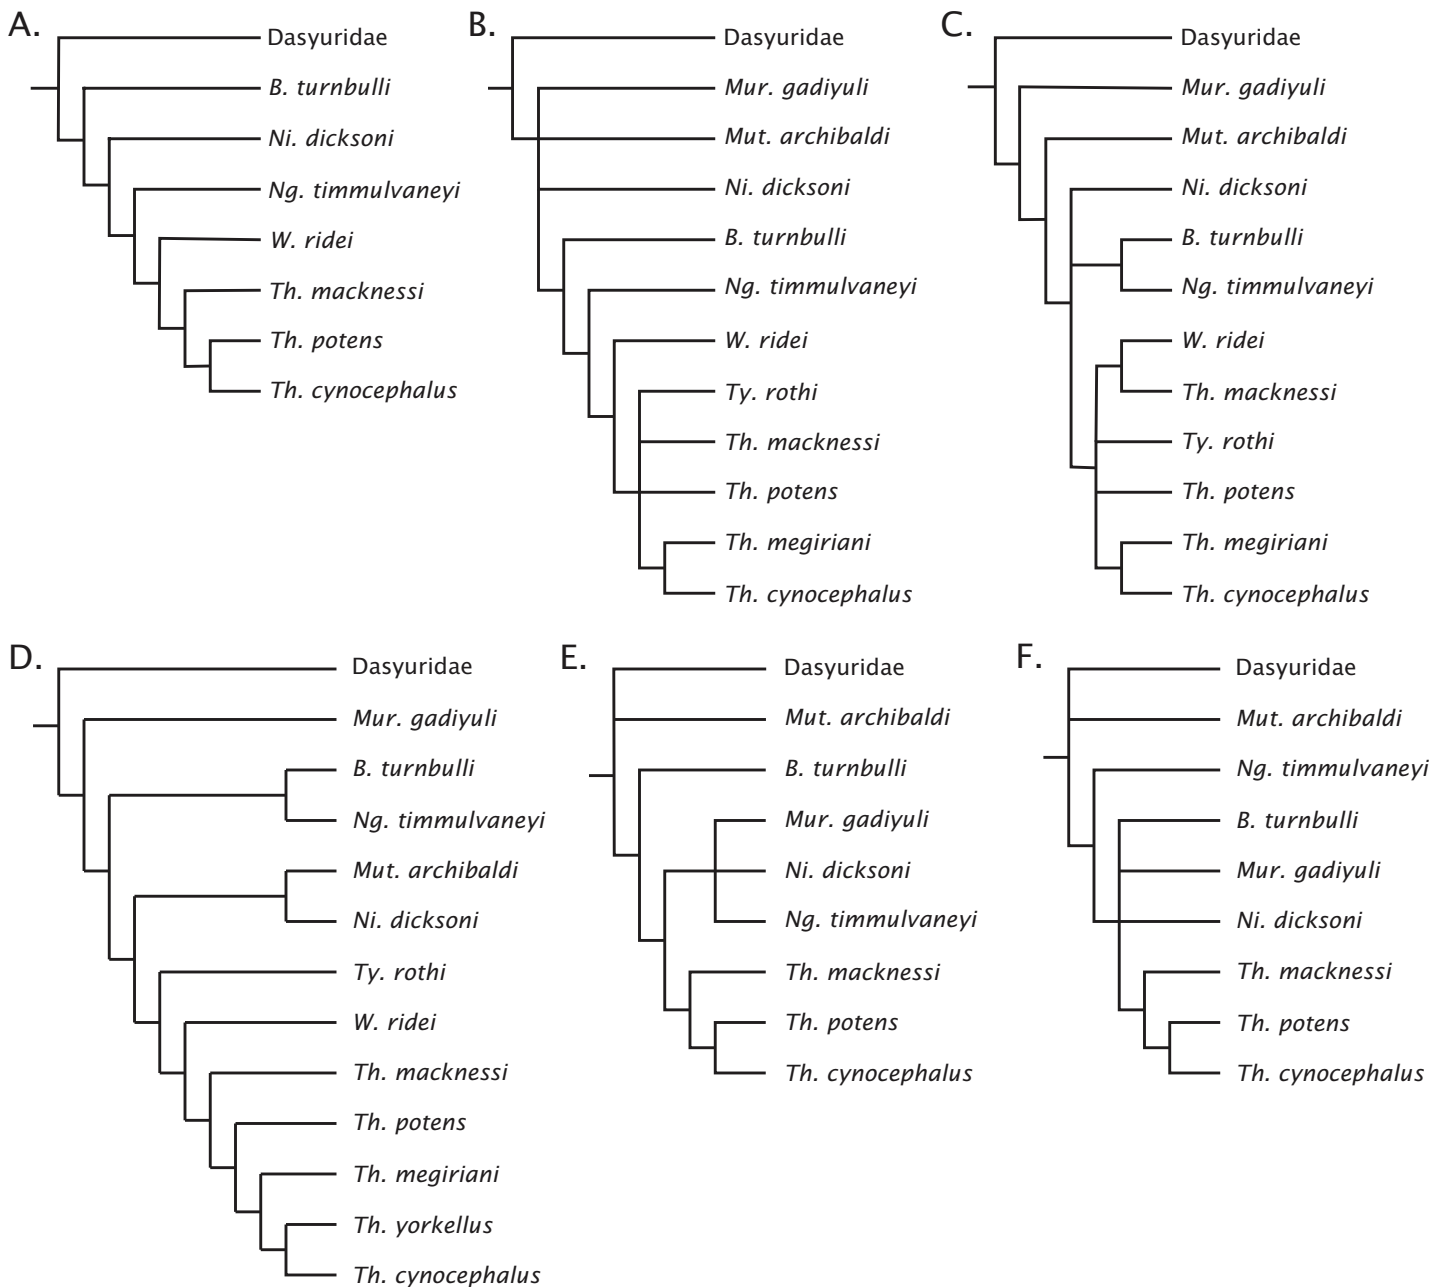 A.
Dasyuridae
B. turnbulli
Ni. dicksoni
Ng. timmulvaneyi
W. ridei
Th. macknessi
Th. potens
Th. cynocephalus
B.
Dasyuridae
Mur. gadiyuli
Mut. archibaldi
Ni. dicksoni
B. turnbulli
Ng. timmulvaneyi
W. ridei
Ty. rothi
Th. macknessi
Th. potens
Th. megiriani
Th. cynocephalus
C.
Dasyuridae
Mur. gadiyuli
Mut. archibaldi
Ni. dicksoni
B. turnbulli
Ng. timmulvaneyi
W. ridei
Th. macknessi
Ty. rothi
Th. potens
Th. megiriani
Th. cynocephalus
D.
Dasyuridae
Mur. gadiyuli
B. turnbulli
Ng. timmulvaneyi
Mut. archibaldi
Ni. dicksoni
Ty. rothi
W. ridei
Th. macknessi
Th. potens
Th. megiriani
Th. yorkellus
Th. cynocephalus
E.
Dasyuridae
Mut. archibaldi
B. turnbulli
Mur. gadiyuli
Ni. dicksoni
Ng. timmulvaneyi
Th. macknessi
Th. potens
Th. cynocephalus
F.
Dasyuridae
Mut. archibaldi
Ng. timmulvaneyi
B. turnbulli
Mur. gadiyuli
Ni. dicksoni
Th. macknessi
Th. potens
Th. cynocephalus